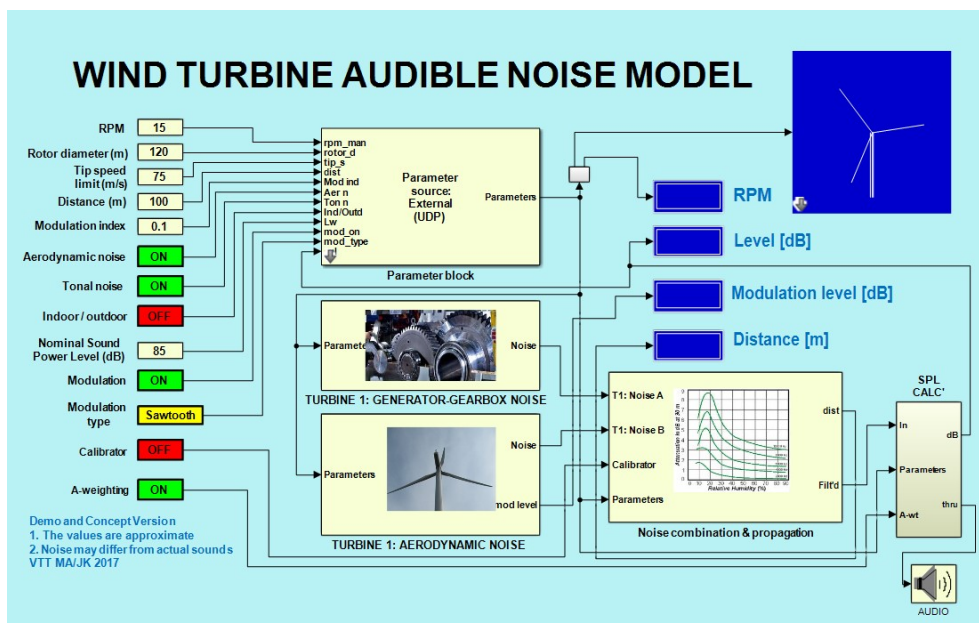 WIND TURBINE AUDIBLE NOISE MODEL
RPM
15
Rotor diameter (m)
120
Tip speed
limit (m/s)
75
Distance (m)
100
Modulation index
0.1
Aerodynamic noise
ON
Tonal noise
ON
Indoor / outdoor
OFF
Nominal Sound
Power Level (dB)
85
Modulation
ON
Modulation
type
Sawtooth
Calibrator
OFF
A-weighting
ON
Demo and Concept Version
1. The values are approximate
2. Noise may differ from actual sounds
VTT MA/JK 2017
rpm_man
rotor_d
tip_s
dist
Mod ind
Aer n
Ton n
Ind/Outd
Lw
mod_on
mod_type
Parameter
source:
External
(UDP)
Parameters
Parameter block
Parameters
Noise
TURBINE 1: GENERATOR-GEARBOX NOISE
Parameters
Noise
mod level
TURBINE 1: AERODYNAMIC NOISE
RPM
Level [dB]
Modulation level [dB]
Distance [m]
T1: Noise A
T1: Noise B
Calibrator
Parameters
Relative Humidity (%)
dist
Filt'd
Noise combination & propagation
SPL
CALC'
In
Parameters
A-wt
dB
thru
AUDIO